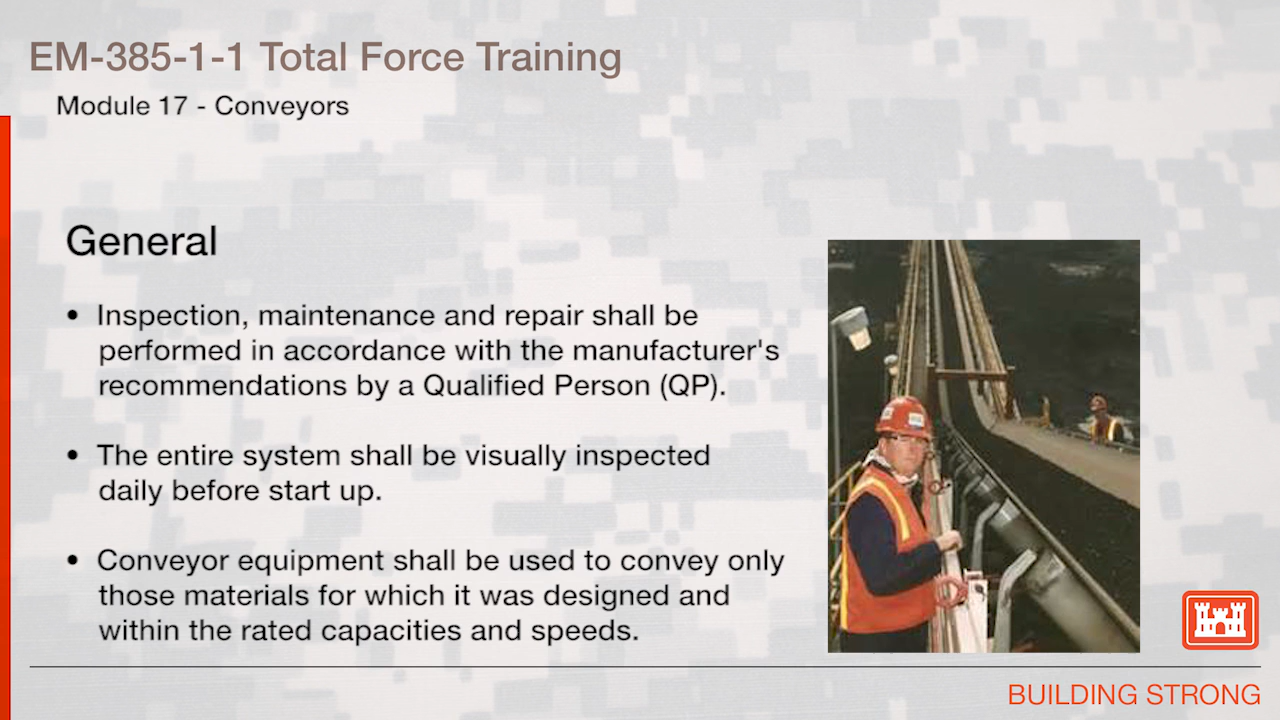 EM-385-1-1 Total Force Training
Module 17 - Conveyors
General
• Inspection, maintenance and repair shall be
performed in accordance with the manufacturer's
recommendations by a Qualified Person (QP).
• The entire system shall be visually inspected
daily before start up.
• Conveyor equipment shall be used to convey only
those materials for which it was designed and
within the rated capacities and speeds.
BUILDING STRONG